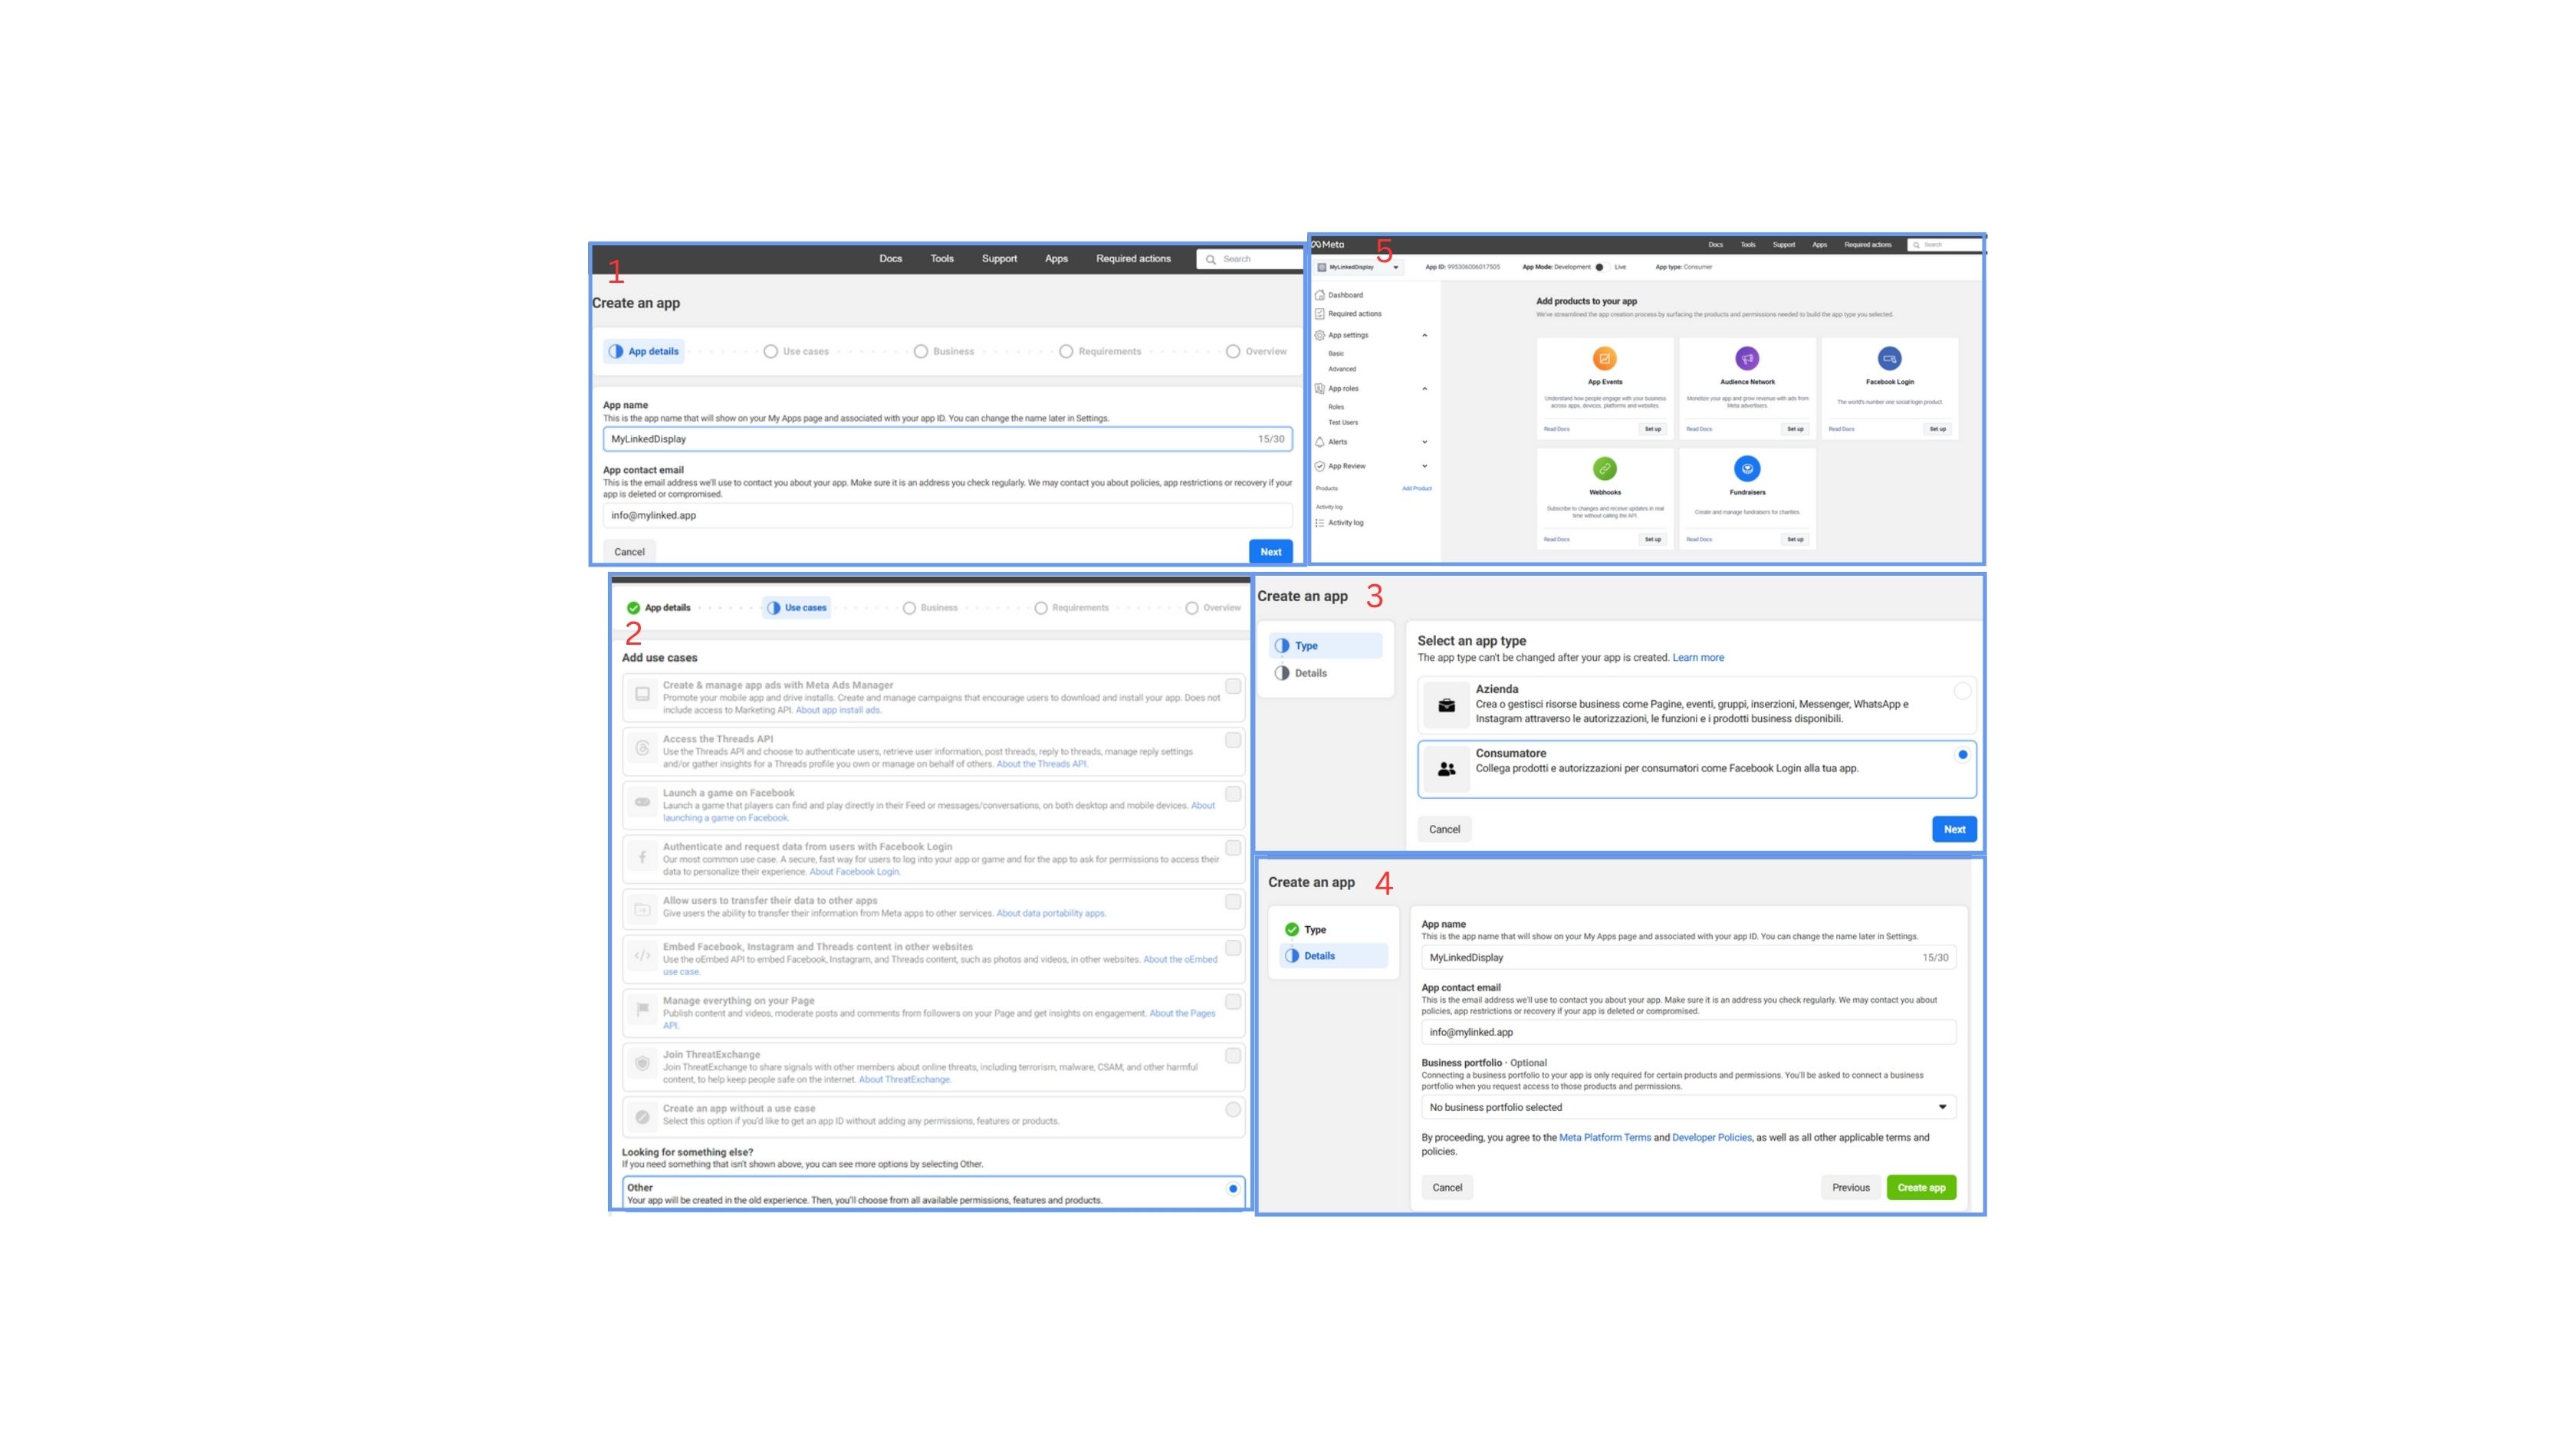 1
Docs Tools Support Apps Required actions Search
Create an app
App details Use cases Business Requirements Overview
App name
This is the app name that will show on your My Apps page and associated with your app ID. You can change the name later in Settings.
MyLinkedDisplay 15/30
App contact email
This is the email address we'll use to contact you about your app. Make sure it is an address you check regularly. We may contact you about policies, app restrictions or recovery if your
app is deleted or compromised.
info@mylinked.app
Cancel Next
2
App details Use cases Business Requirements Overview
Add use cases
Create & manage app ads with Meta Ads Manager
Promote your mobile app and drive installs. Create and manage campaigns that encourage users to download and install your app. Does not
include access to Marketing API. About app install ads.
Access the Threads API
Use the Threads API and choose to authenticate users, retrieve user information, post threads, reply to threads, manage reply settings
and/or gather insights for a Threads profile you own or manage on behalf of others. About the Threads API.
Launch a game on Facebook
Launch a game that players can find and play directly in their Feed or messages/conversations, on both desktop and mobile devices. About
launching a game on Facebook.
Authenticate and request data from users with Facebook Login
Our most common use case. A secure, fast way for users to log into your app or game and for the app to ask for permissions to access their
data to personalize their experience. About Facebook Login.
Allow users to transfer their data to other apps
Give users the ability to transfer their information from Meta apps to other services. About data portability apps.
Embed Facebook, Instagram and Threads content in other websites
Use the oEmbed API to embed Facebook, Instagram, and Threads content, such as photos and videos, in other websites. About the oEmbed
use case.
Manage everything on your Page
Publish content and videos, moderate posts and comments from followers on your Page and get insights on engagement. About the Pages
API.
Join ThreatExchange
Join ThreatExchange to share signals with other members about online threats, including terrorism, malware, CSAM, and other harmful
content, to help keep people safe on the internet. About ThreatExchange.
Create an app without a use case
Select this option if you'd like to get an app ID without adding any permissions, features or products.
Looking for something else?
If you need something that isn't shown above, you can see more options by selecting Other.
Other
Your app will be created in the old experience. Then, you'll choose from all available permissions, features and products.
Create an app 3
Type
Details
Select an app type
The app type can't be changed after your app is created. Learn more
Azienda
Crea o gestisci risorse business come Pagine, eventi, gruppi, inserzioni, Messenger, WhatsApp e
Instagram attraverso le autorizzazioni, le funzioni e i prodotti business disponibili.
Consumatore
Collega prodotti e autorizzazioni per consumatori come Facebook Login alla tua app.
Cancel Next
Create an app 4
Type
Details
App name
This is the app name that will show on your My Apps page and associated with your app ID. You can change the name later in Settings.
MyLinkedDisplay 15/30
App contact email
This is the email address we'll use to contact you about your app. Make sure it is an address you check regularly. We may contact you about
policies, app restrictions or recovery if your app is deleted or compromised.
info@mylinked.app
Business portfolio · Optional
Connecting a business portfolio to your app is only required for certain products and permissions. You'll be asked to connect a business
portfolio when you request access to those products and permissions.
No business portfolio selected
By proceeding, you agree to the Meta Platform Terms and Developer Policies, as well as all other applicable terms and
policies.
Cancel Previous Create app
Meta 5 Docs Tools Support Apps Required actions Search
MyLinkedDisplay App ID: 995306006017505 App Mode: Development Live App type: Consumer
Dashboard
Required actions
App settings
Basic
Advanced
App roles
Roles
Test Users
Alerts
App Review
Products Add Product
Activity log
Activity log
Add products to your app
We've streamlined the app creation process by surfacing the products and permissions needed to build the app type you selected.
App Events
Understand how people engage with your business
across apps, devices, platforms and websites.
Read Docs Set up
Audience Network
Monetize your app and grow revenue with ads from
Meta advertisers.
Read Docs Set up
Facebook Login
The world's number one social login product.
Read Docs Set up
Webhooks
Subscribe to changes and receive updates in real
time without calling the API.
Read Docs Set up
Fundraisers
Create and manage fundraisers for charities.
Read Docs Set up